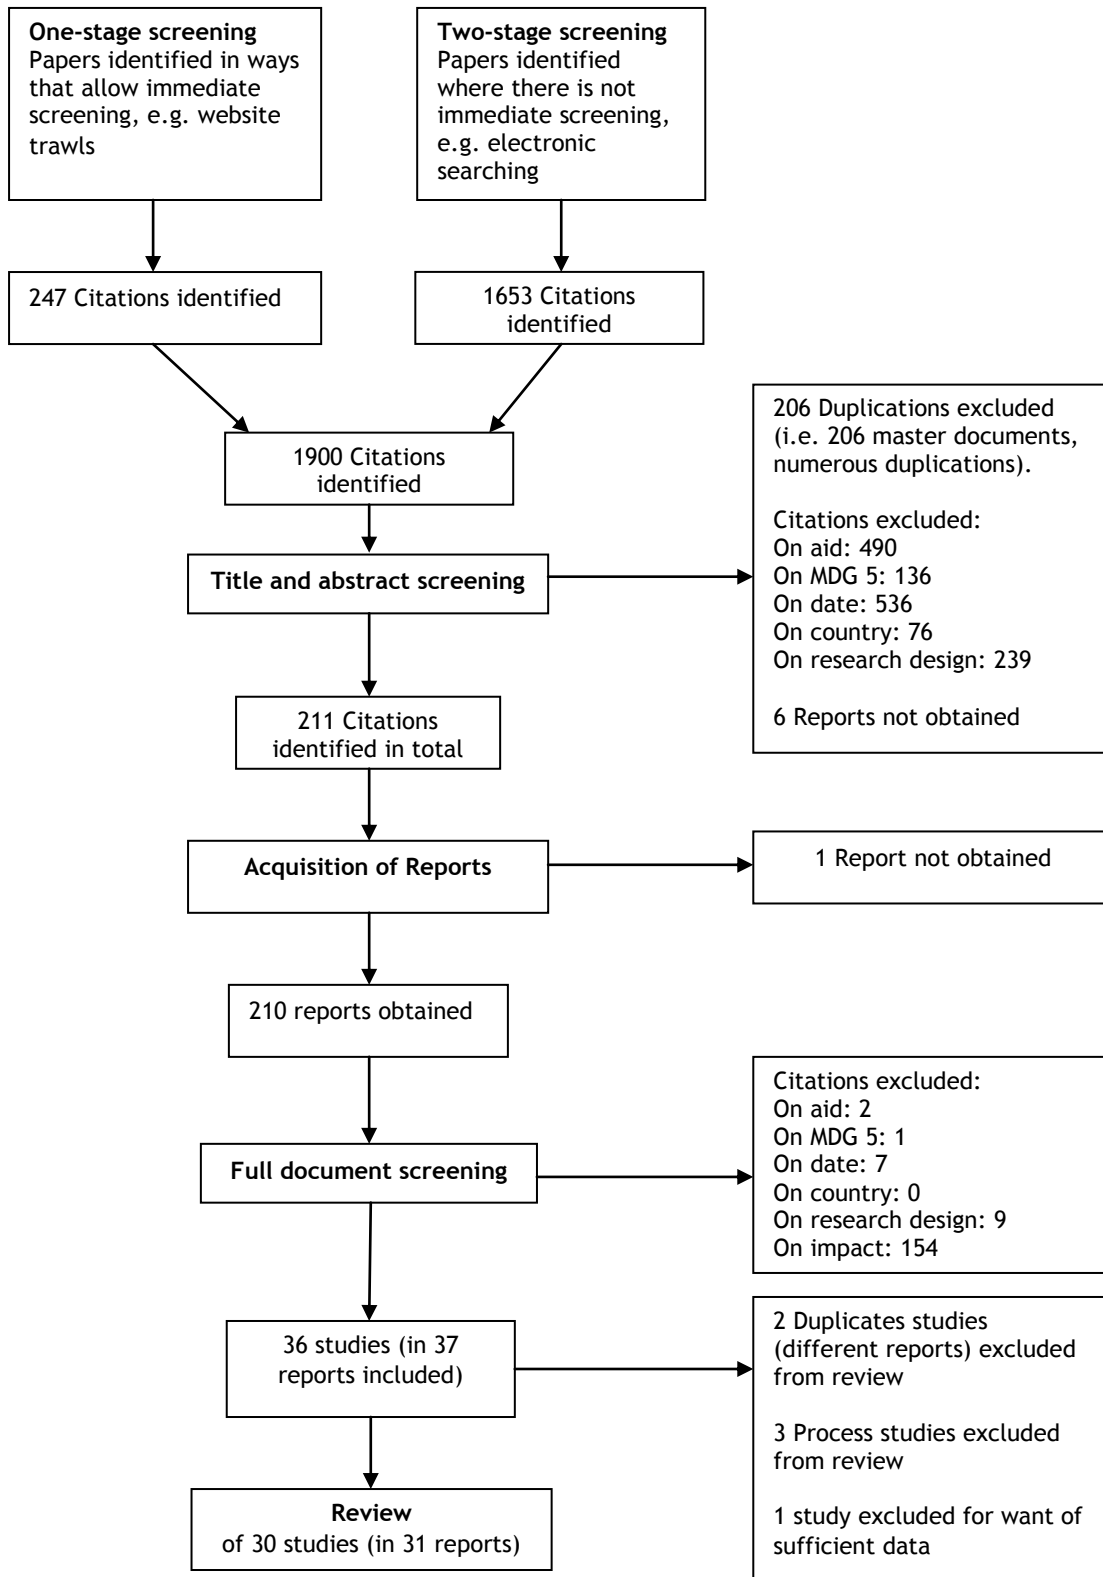 One-stage screening
Papers identified in ways
that allow immediate
screening, e.g. website
trawls
Two-stage screening
Papers identified
where there is not
immediate screening,
e.g. electronic
searching
247 Citations identified
1653 Citations
identified
1900 Citations
identified
206 Duplications excluded
(i.e. 206 master documents,
numerous duplications).
Citations excluded:
On aid: 490
On MDG 5: 136
On date: 536
On country: 76
On research design: 239
6 Reports not obtained
Title and abstract screening
211 Citations
identified in total
Acquisition of Reports
1 Report not obtained
210 reports obtained
Citations excluded:
On aid: 2
On MDG 5: 1
On date: 7
On country: 0
On research design: 9
On impact: 154
Full document screening
36 studies (in 37
reports included)
2 Duplicates studies
(different reports) excluded
from review
3 Process studies excluded
from review
1 study excluded for want of
sufficient data
Review
of 30 studies (in 31 reports)